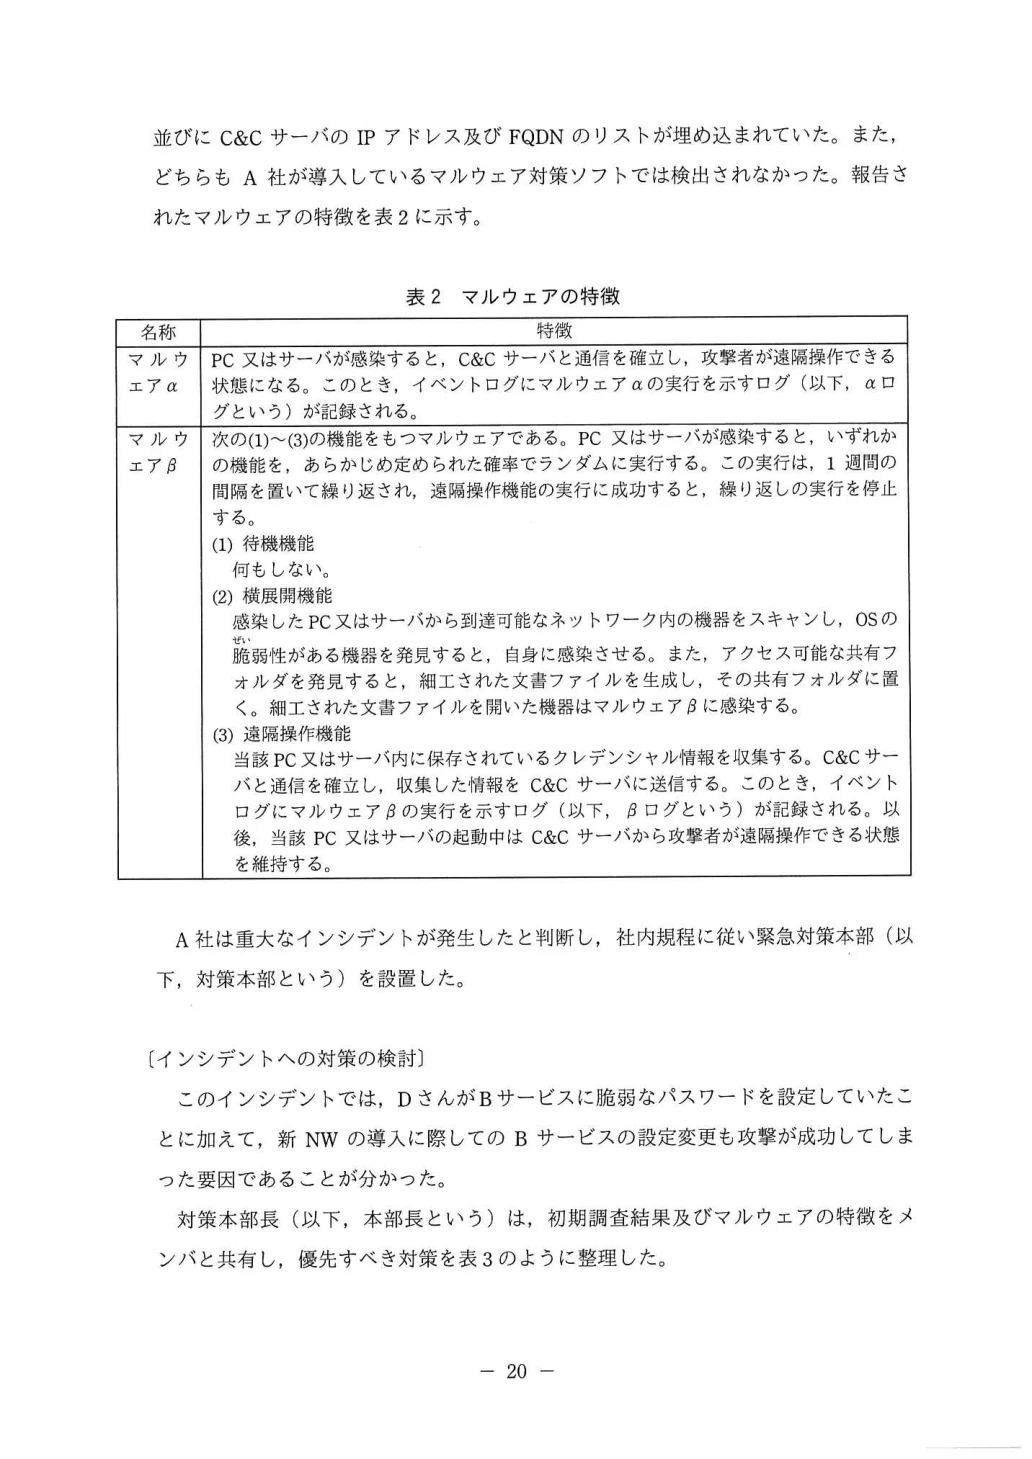 並びに C&C サーバの IP アドレス及び FQDN のリストが埋め込まれていた。また，
どちらも A 社が導入しているマルウェア対策ソフトでは検出されなかった。報告さ
れたマルウェアの特徴を表 2 に示す。
表 2　マルウェアの特徴
名称　特徴
マルウ　PC 又はサーバが感染すると，C&C サーバと通信を確立し，攻撃者が遠隔操作できる
エアα　状態になる。このとき，イベントログにマルウェアαの実行を示すログ（以下，αロ
グという）が記録される。
マルウ　次の(1)～(3)の機能をもつマルウェアである。PC 又はサーバが感染すると，いずれか
エアβ　の機能を，あらかじめ定められた確率でランダムに実行する。この実行は，1 週間の
間隔を置いて繰り返され，遠隔操作機能の実行に成功すると，繰り返しの実行を停止
する。
(1) 待機機能
何もしない。
(2) 横展開機能
感染した PC 又はサーバから到達可能なネットワーク内の機器をスキャンし，OS の
ぜい
脆弱性がある機器を発見すると，自身に感染させる。また，アクセス可能な共有フ
ォルダを発見すると，細工された文書ファイルを生成し，その共有フォルダに置
く。細工された文書ファイルを開いた機器はマルウェアβに感染する。
(3) 遠隔操作機能
当該 PC 又はサーバ内に保存されているクレデンシャル情報を収集する。C&C サー
バと通信を確立し，収集した情報を C&C サーバに送信する。このとき，イベント
ログにマルウェアβの実行を示すログ（以下，βログという）が記録される。以
後，当該 PC 又はサーバの起動中は C&C サーバから攻撃者が遠隔操作できる状態
を維持する。
A 社は重大なインシデントが発生したと判断し，社内規程に従い緊急対策本部（以
下，対策本部という）を設置した。
〔インシデントへの対策の検討〕
このインシデントでは，D さんが B サービスに脆弱なパスワードを設定していたこ
とに加えて，新 NW の導入に際しての B サービスの設定変更も攻撃が成功してしま
った要因であることが分かった。
対策本部長（以下，本部長という）は，初期調査結果及びマルウェアの特徴をメ
ンバと共有し，優先すべき対策を表 3 のように整理した。
－ 20 －